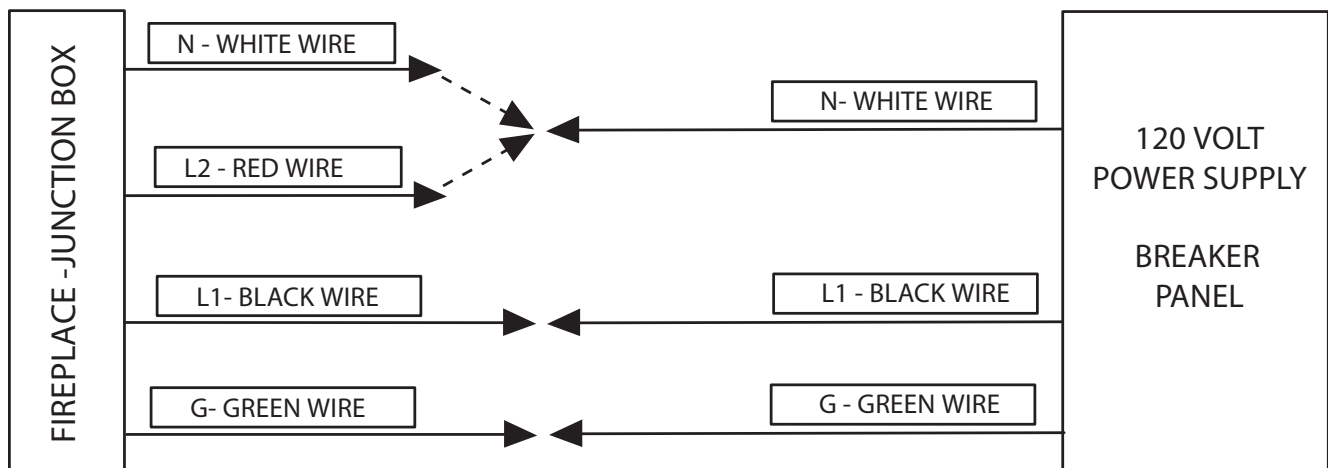 FIREPLACE -JUNCTION BOX
N - WHITE WIRE
L2 - RED WIRE
L1- BLACK WIRE
G- GREEN WIRE
N- WHITE WIRE
L1 - BLACK WIRE
G - GREEN WIRE
120 VOLT
POWER SUPPLY
BREAKER
PANEL